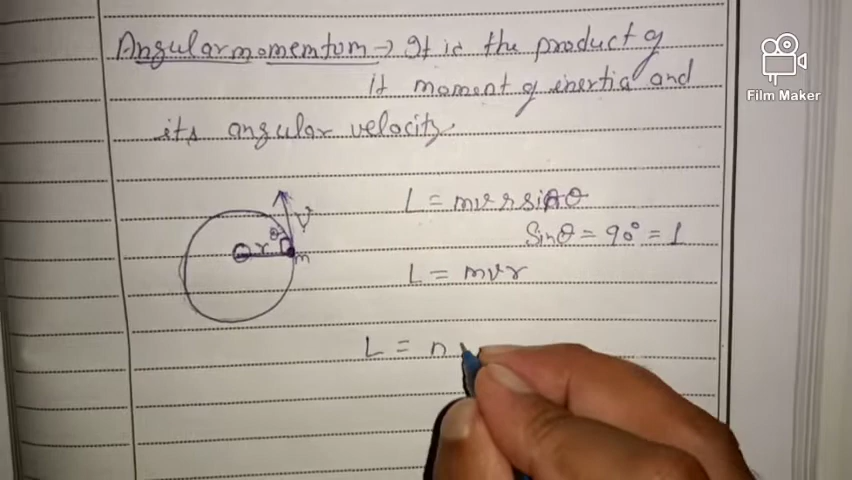 Angular momentum → It is the product of
it moment of inertia and
its angular velocity.
L = mvr sinθ
Sinθ = 90° = 1
L = mvr
L = n
θ
V
r
m
Film Maker